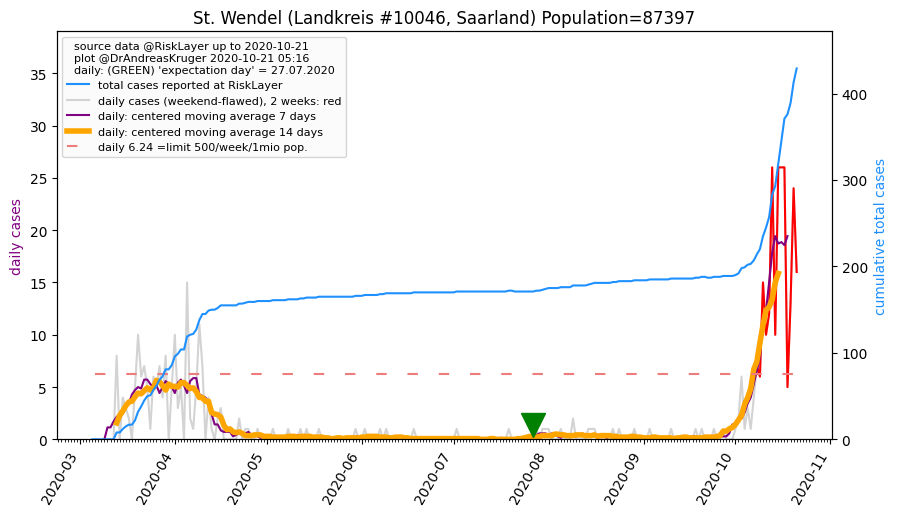 St. Wendel (Landkreis #10046, Saarland) Population=87397
source data @RiskLayer up to 2020-10-21
plot @DrAndreasKruger 2020-10-21 05:16
daily: (GREEN) 'expectation day' = 27.07.2020
total cases reported at RiskLayer
daily cases (weekend-flawed), 2 weeks: red
daily: centered moving average 7 days
daily: centered moving average 14 days
daily 6.24 =limit 500/week/1mio pop.
daily cases
35
30
25
20
15
10
5
0
cumulative total cases
400
300
200
100
0
2020-03
2020-04
2020-05
2020-06
2020-07
2020-08
2020-09
2020-10
2020-11